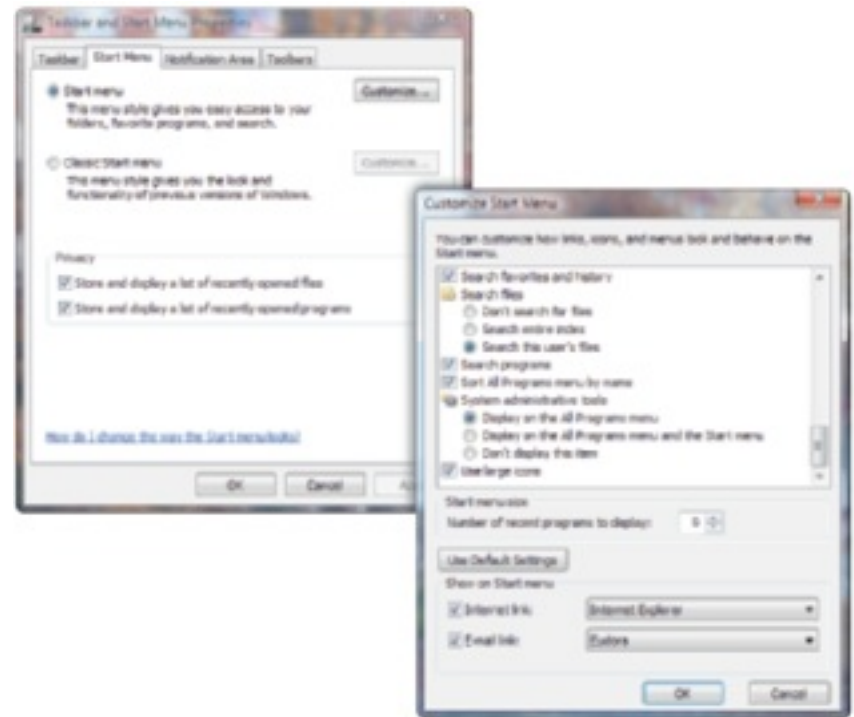 Taskbar and Start Menu Properties
Taskbar
Start Menu
Notification Area
Toolbars
Start menu
Customize...
This menu style gives you easy access to your
folders, favorite programs, and search.
Classic Start menu
Customize...
This menu style gives you the look and
functionality of previous versions of Windows.
Privacy
Store and display a list of recently opened files
Store and display a list of recently opened programs
How do I change the way the Start menu looks?
OK
Cancel
Customize Start Menu
You can customize how links, icons, and menus look and behave on the
Start menu.
Search favorites and history
Search files
Don't search for files
Search entire index
Search this user's files
Search programs
Sort All Programs menu by name
System administrative tools
Display on the All Programs menu
Display on the All Programs menu and the Start menu
Don't display this item
Use large icons
Start menu size
Number of recent programs to display:
Use Default Settings
Show on Start menu
Internet link:
Internet Explorer
E-mail link:
Eudora
OK
Cancel